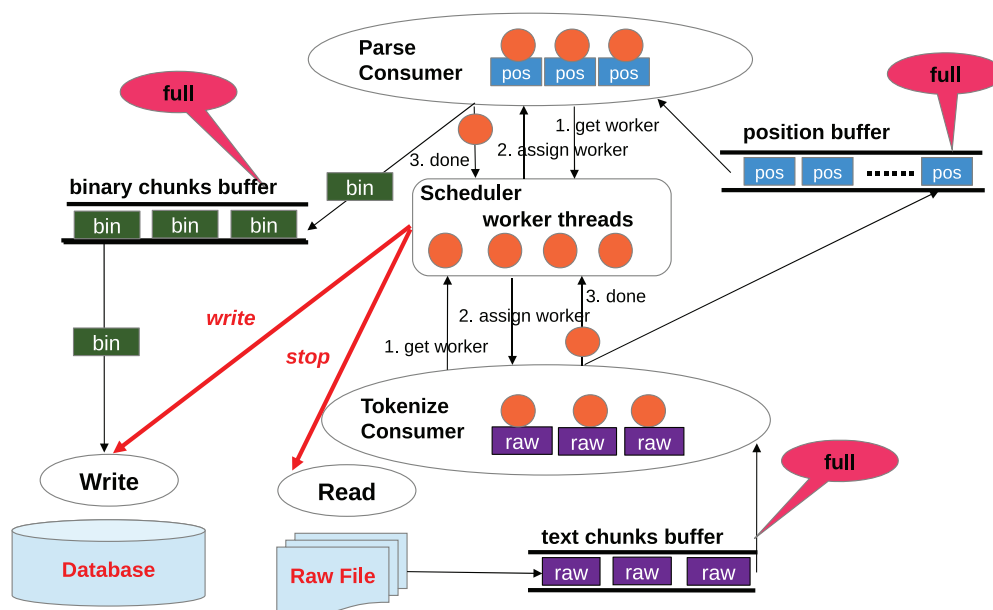 Parse
Consumer
pos pos pos
full
full
1. get worker
position buffer
2. assign worker
3. done
pos pos pos
bin
binary chunks buffer
Scheduler
worker threads
bin bin bin
3. done
write
2. assign worker
bin
stop
1. get worker
Tokenize
Consumer
raw raw raw
full
Write
Read
text chunks buffer
Database
Raw File
raw raw raw